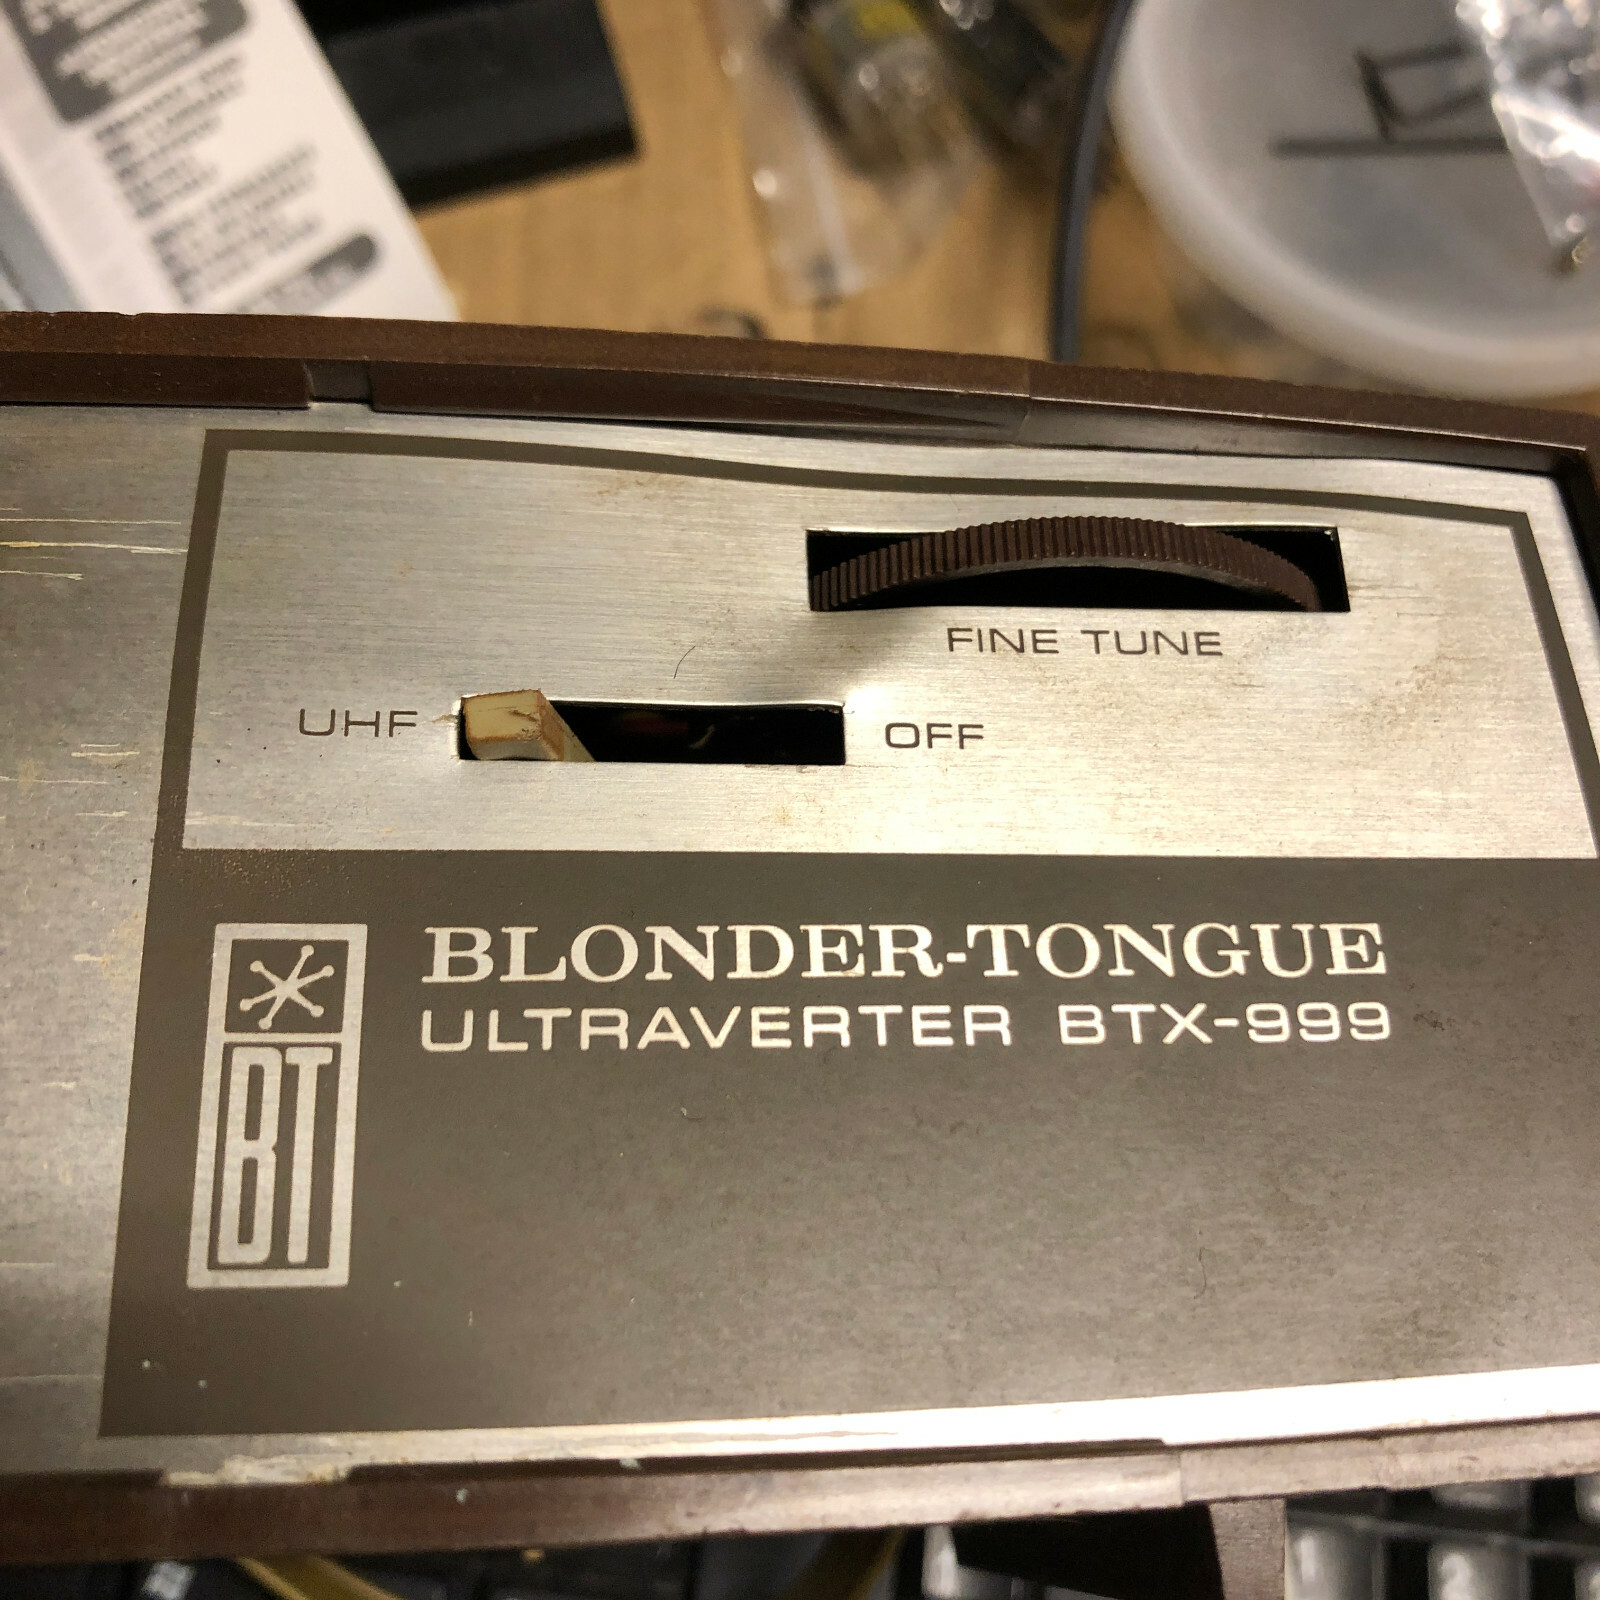 FINE TUNE
UHF OFF
BLONDER-TONGUE
ULTRAVERTER BTX-999
BT